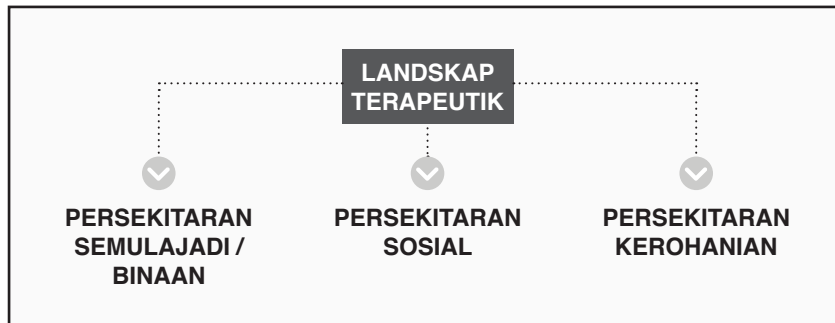 LANDSKAP
TERAPEUTIK
PERSEKITARAN
SEMULAJADI /
BINAAN
PERSEKITARAN
SOSIAL
PERSEKITARAN
KEROHANIAN